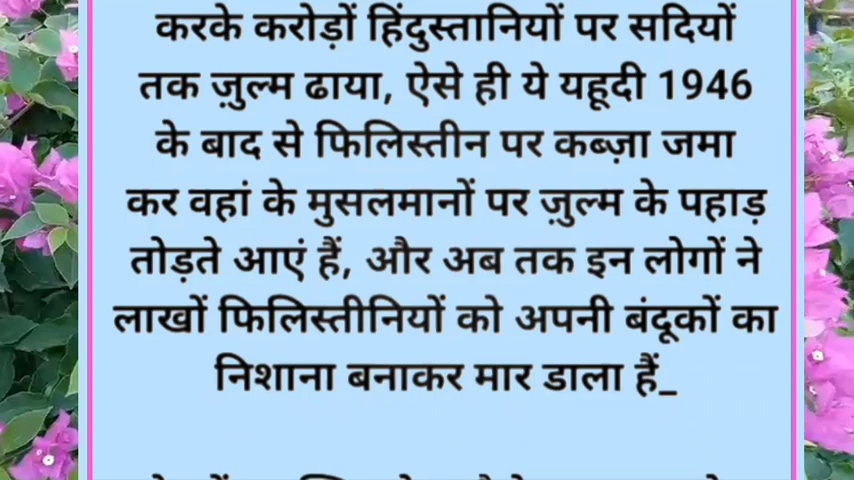 करके करोड़ों हिंदुस्तानियों पर सदियों
तक ज़ुल्म ढाया, ऐसे ही ये यहूदी 1946
के बाद से फिलिस्तीन पर कब्ज़ा जमा
कर वहां के मुसलमानों पर ज़ुल्म के पहाड़
तोड़ते आएं हैं, और अब तक इन लोगों ने
लाखों फिलिस्तीनियों को अपनी बंदूकों का
निशाना बनाकर मार डाला हैं_